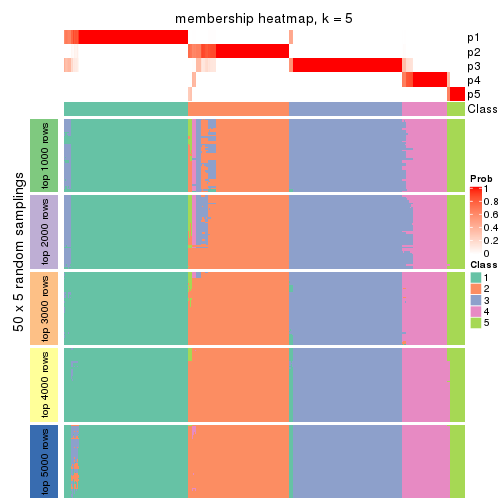 membership heatmap, k = 5
p1
p2
p3
p4
p5
Class
50 x 5 random samplings
top 1000 rows
top 2000 rows
top 3000 rows
top 4000 rows
top 5000 rows
Prob
1
0.8
0.6
0.4
0.2
0
Class
1
2
3
4
5